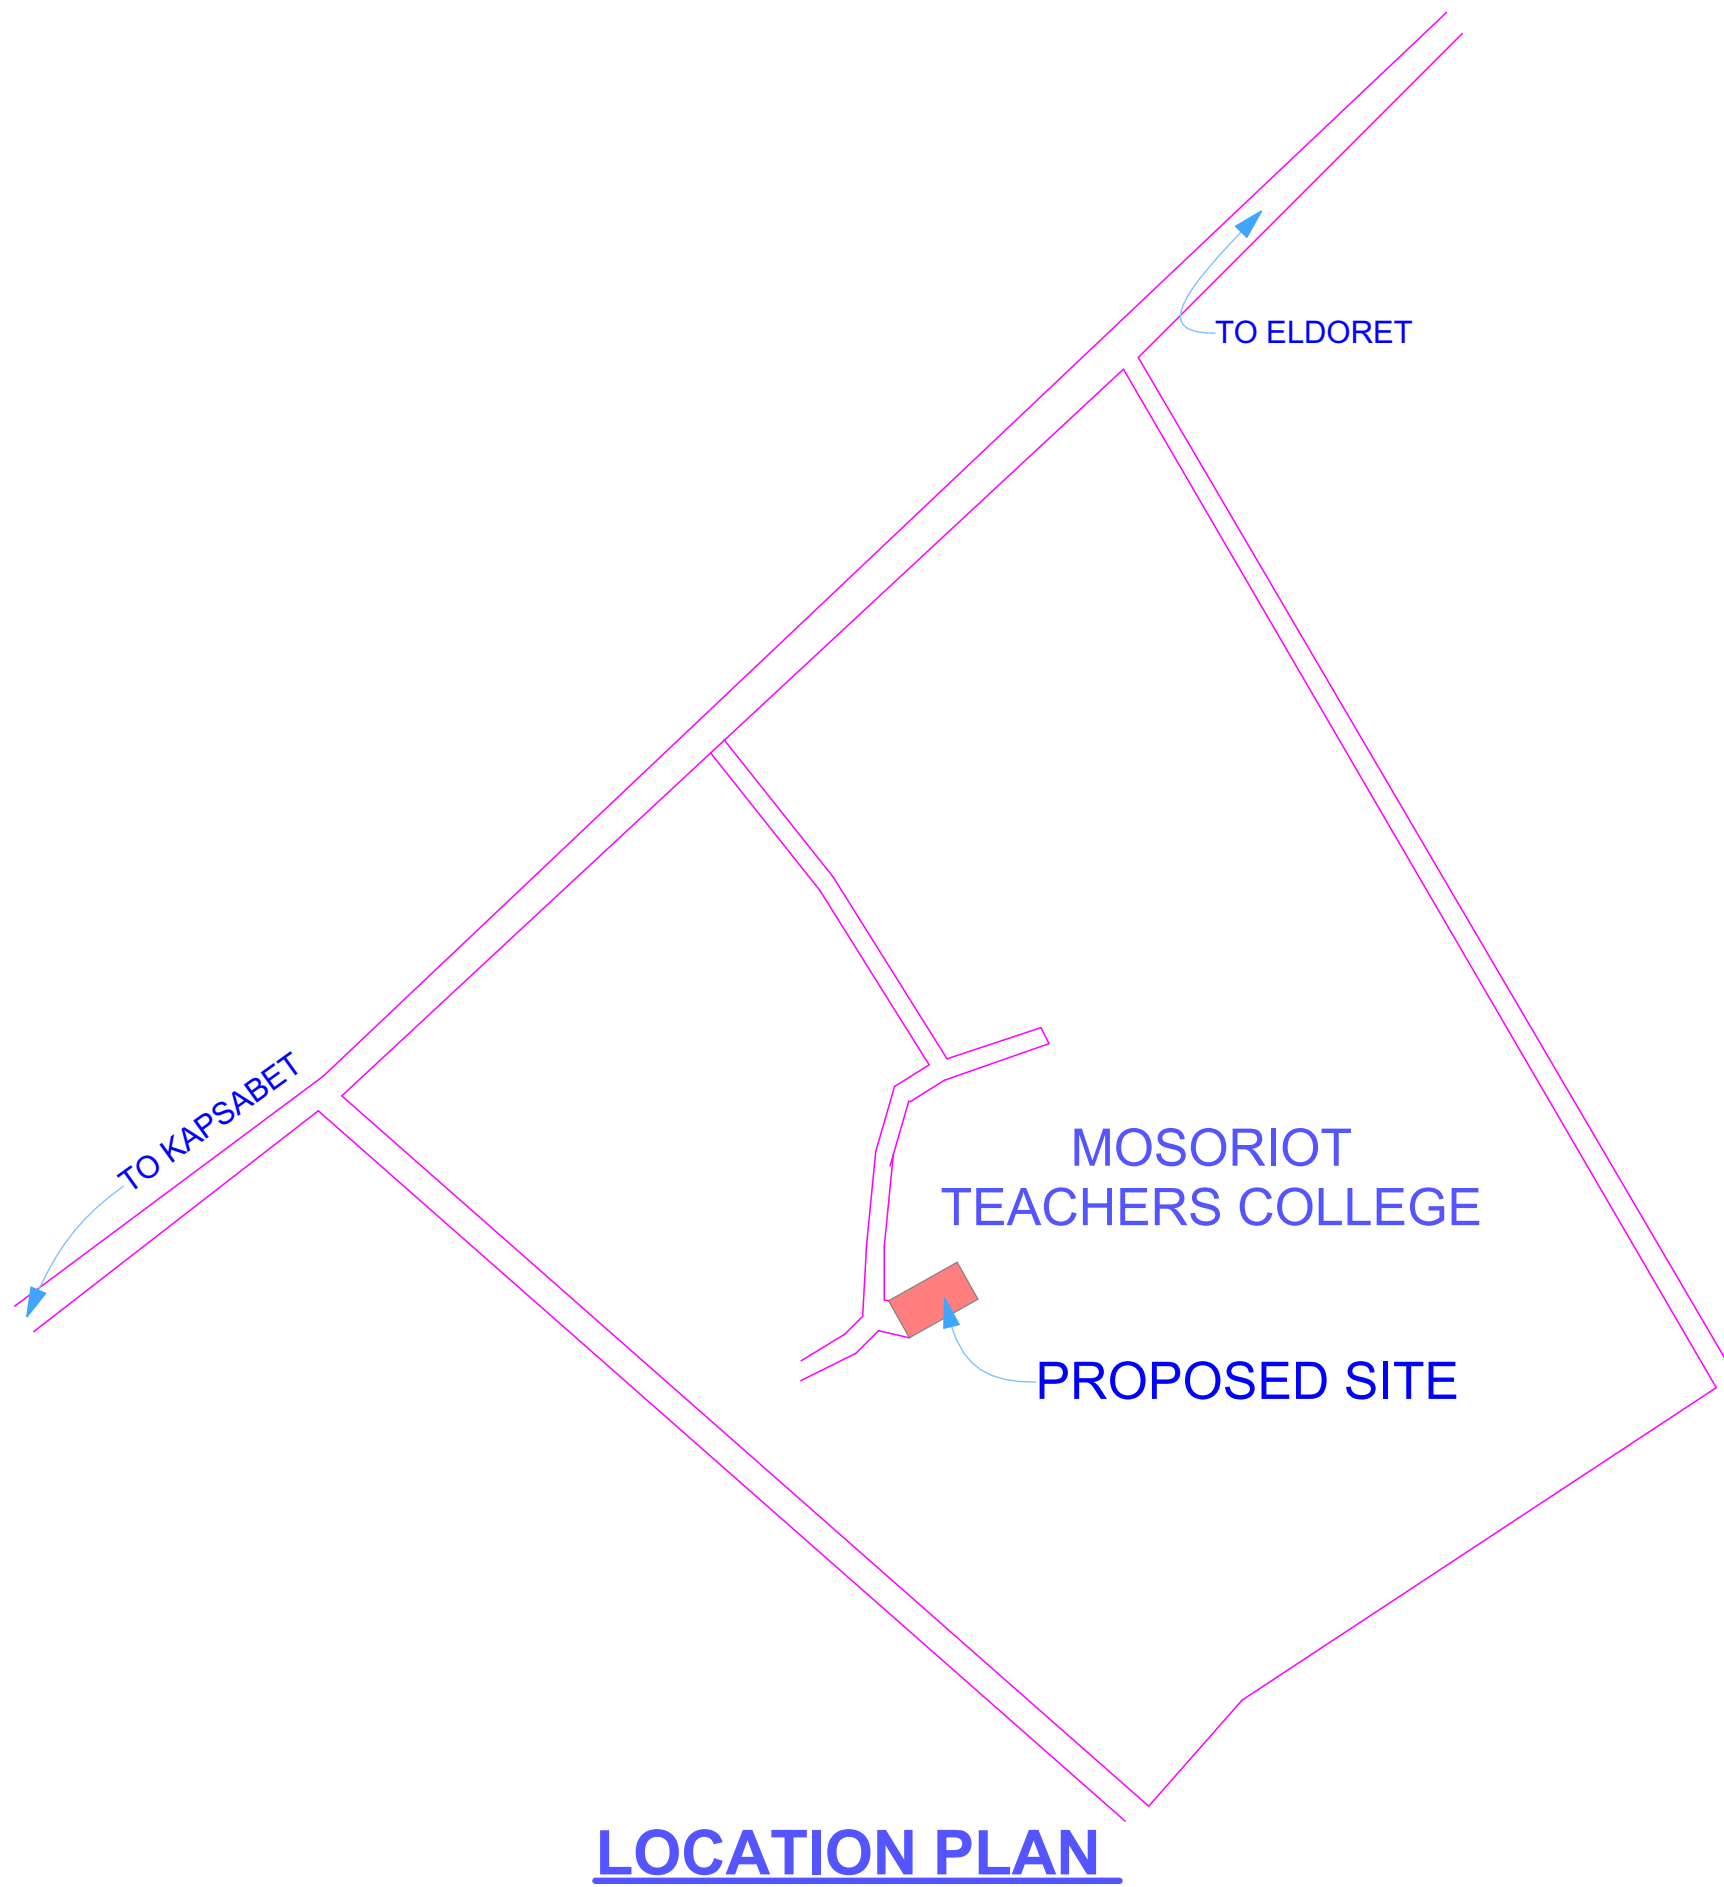 TO ELDORET
TO KAPSABET
MOSORIOT
TEACHERS COLLEGE
PROPOSED SITE
LOCATION PLAN